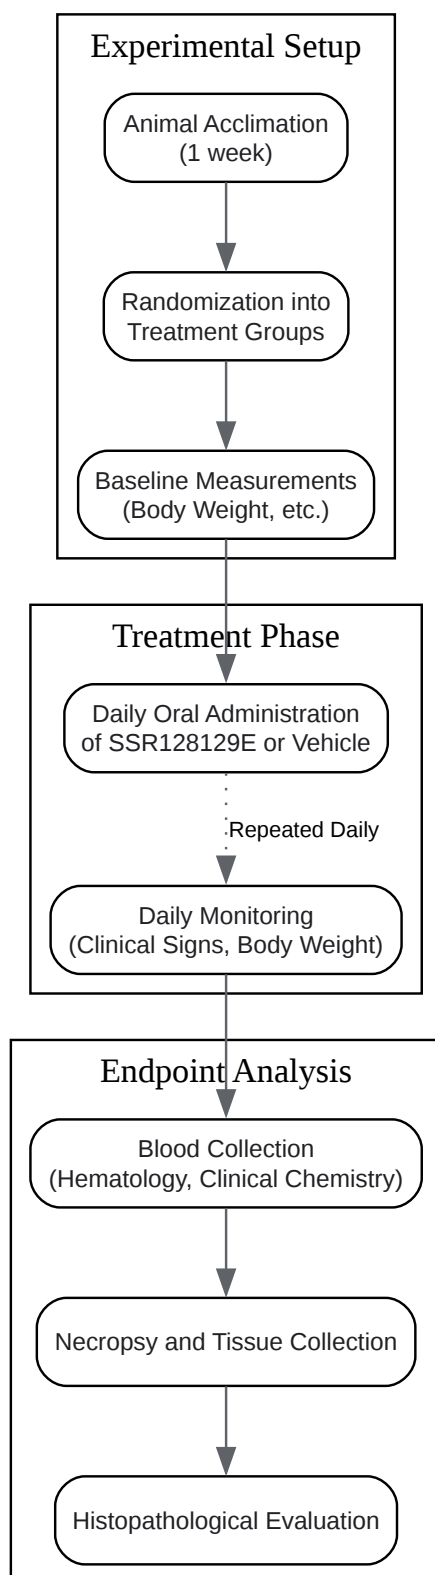 Experimental Setup
Animal Acclimation
(1 week)
Randomization into
Treatment Groups
Baseline Measurements
(Body Weight, etc.)
Treatment Phase
Daily Oral Administration
of SSR128129E or Vehicle
Repeated Daily
Daily Monitoring
(Clinical Signs, Body Weight)
Endpoint Analysis
Blood Collection
(Hematology, Clinical Chemistry)
Necropsy and Tissue Collection
Histopathological Evaluation